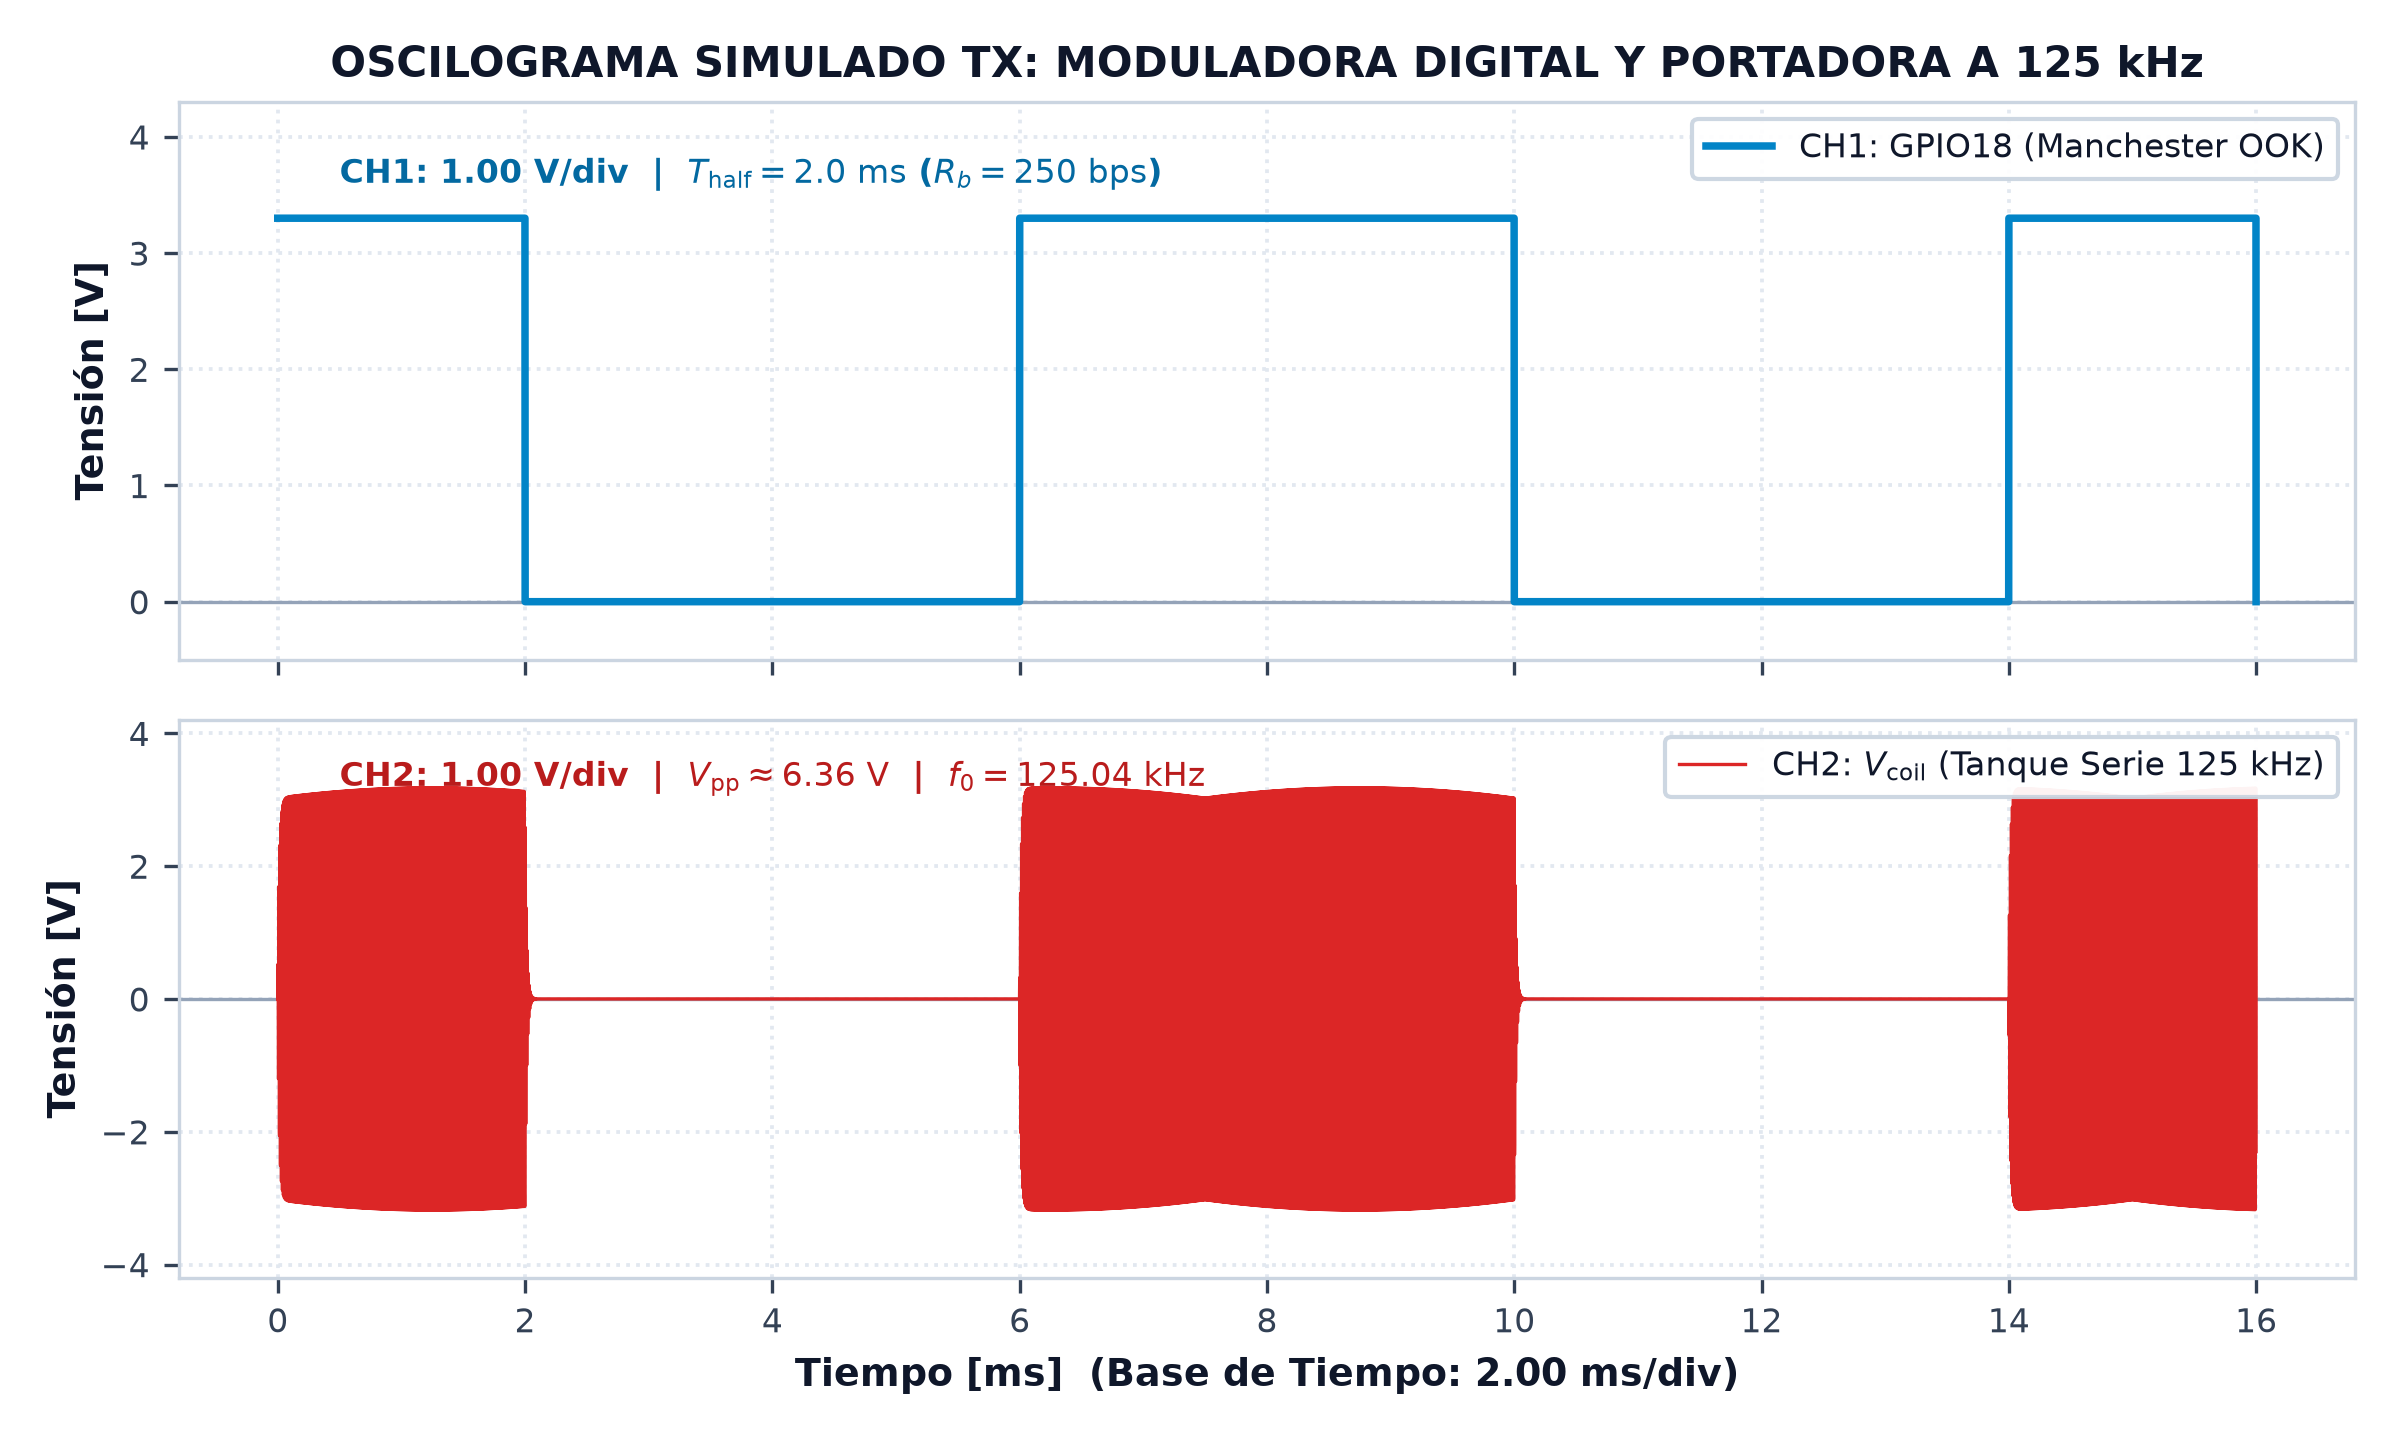 OSCILOGRAMA SIMULADO TX: MODULADORA DIGITAL Y PORTADORA A 125 kHz
CH1: GPIO18 (Manchester OOK)
CH1: 1.00 V/div | T_half = 2.0 ms (R_b = 250 bps)
Tensión [V]
4
3
2
1
0
CH2: V_coil (Tanque Serie 125 kHz)
CH2: 1.00 V/div | V_pp ≈ 6.36 V | f_0 = 125.04 kHz
Tensión [V]
4
2
0
−2
−4
0 2 4 6 8 10 12 14 16
Tiempo [ms] (Base de Tiempo: 2.00 ms/div)